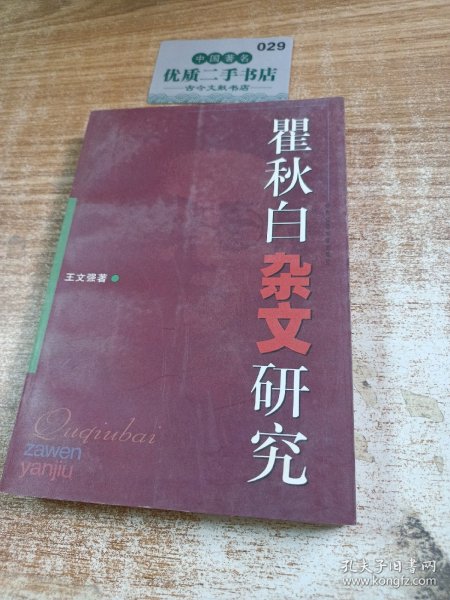 029
中国著名
优质二手书店
古今文献书店
瞿秋白杂文研究
王文强著
Quqiubai
zawen
yanjiu
孔夫子旧书网
www.kongfz.com